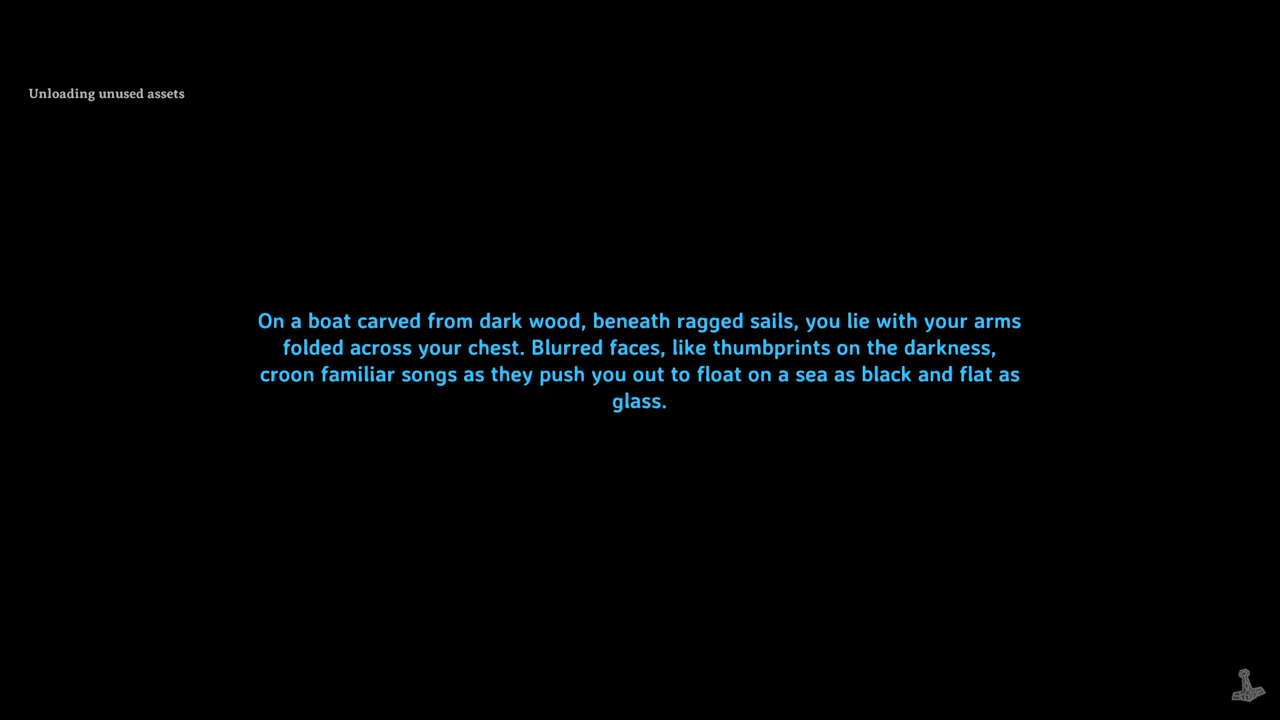 Unloading unused assets
On a boat carved from dark wood, beneath ragged sails, you lie with your arms
folded across your chest. Blurred faces, like thumbprints on the darkness,
croon familiar songs as they push you out to float on a sea as black and flat as
glass.